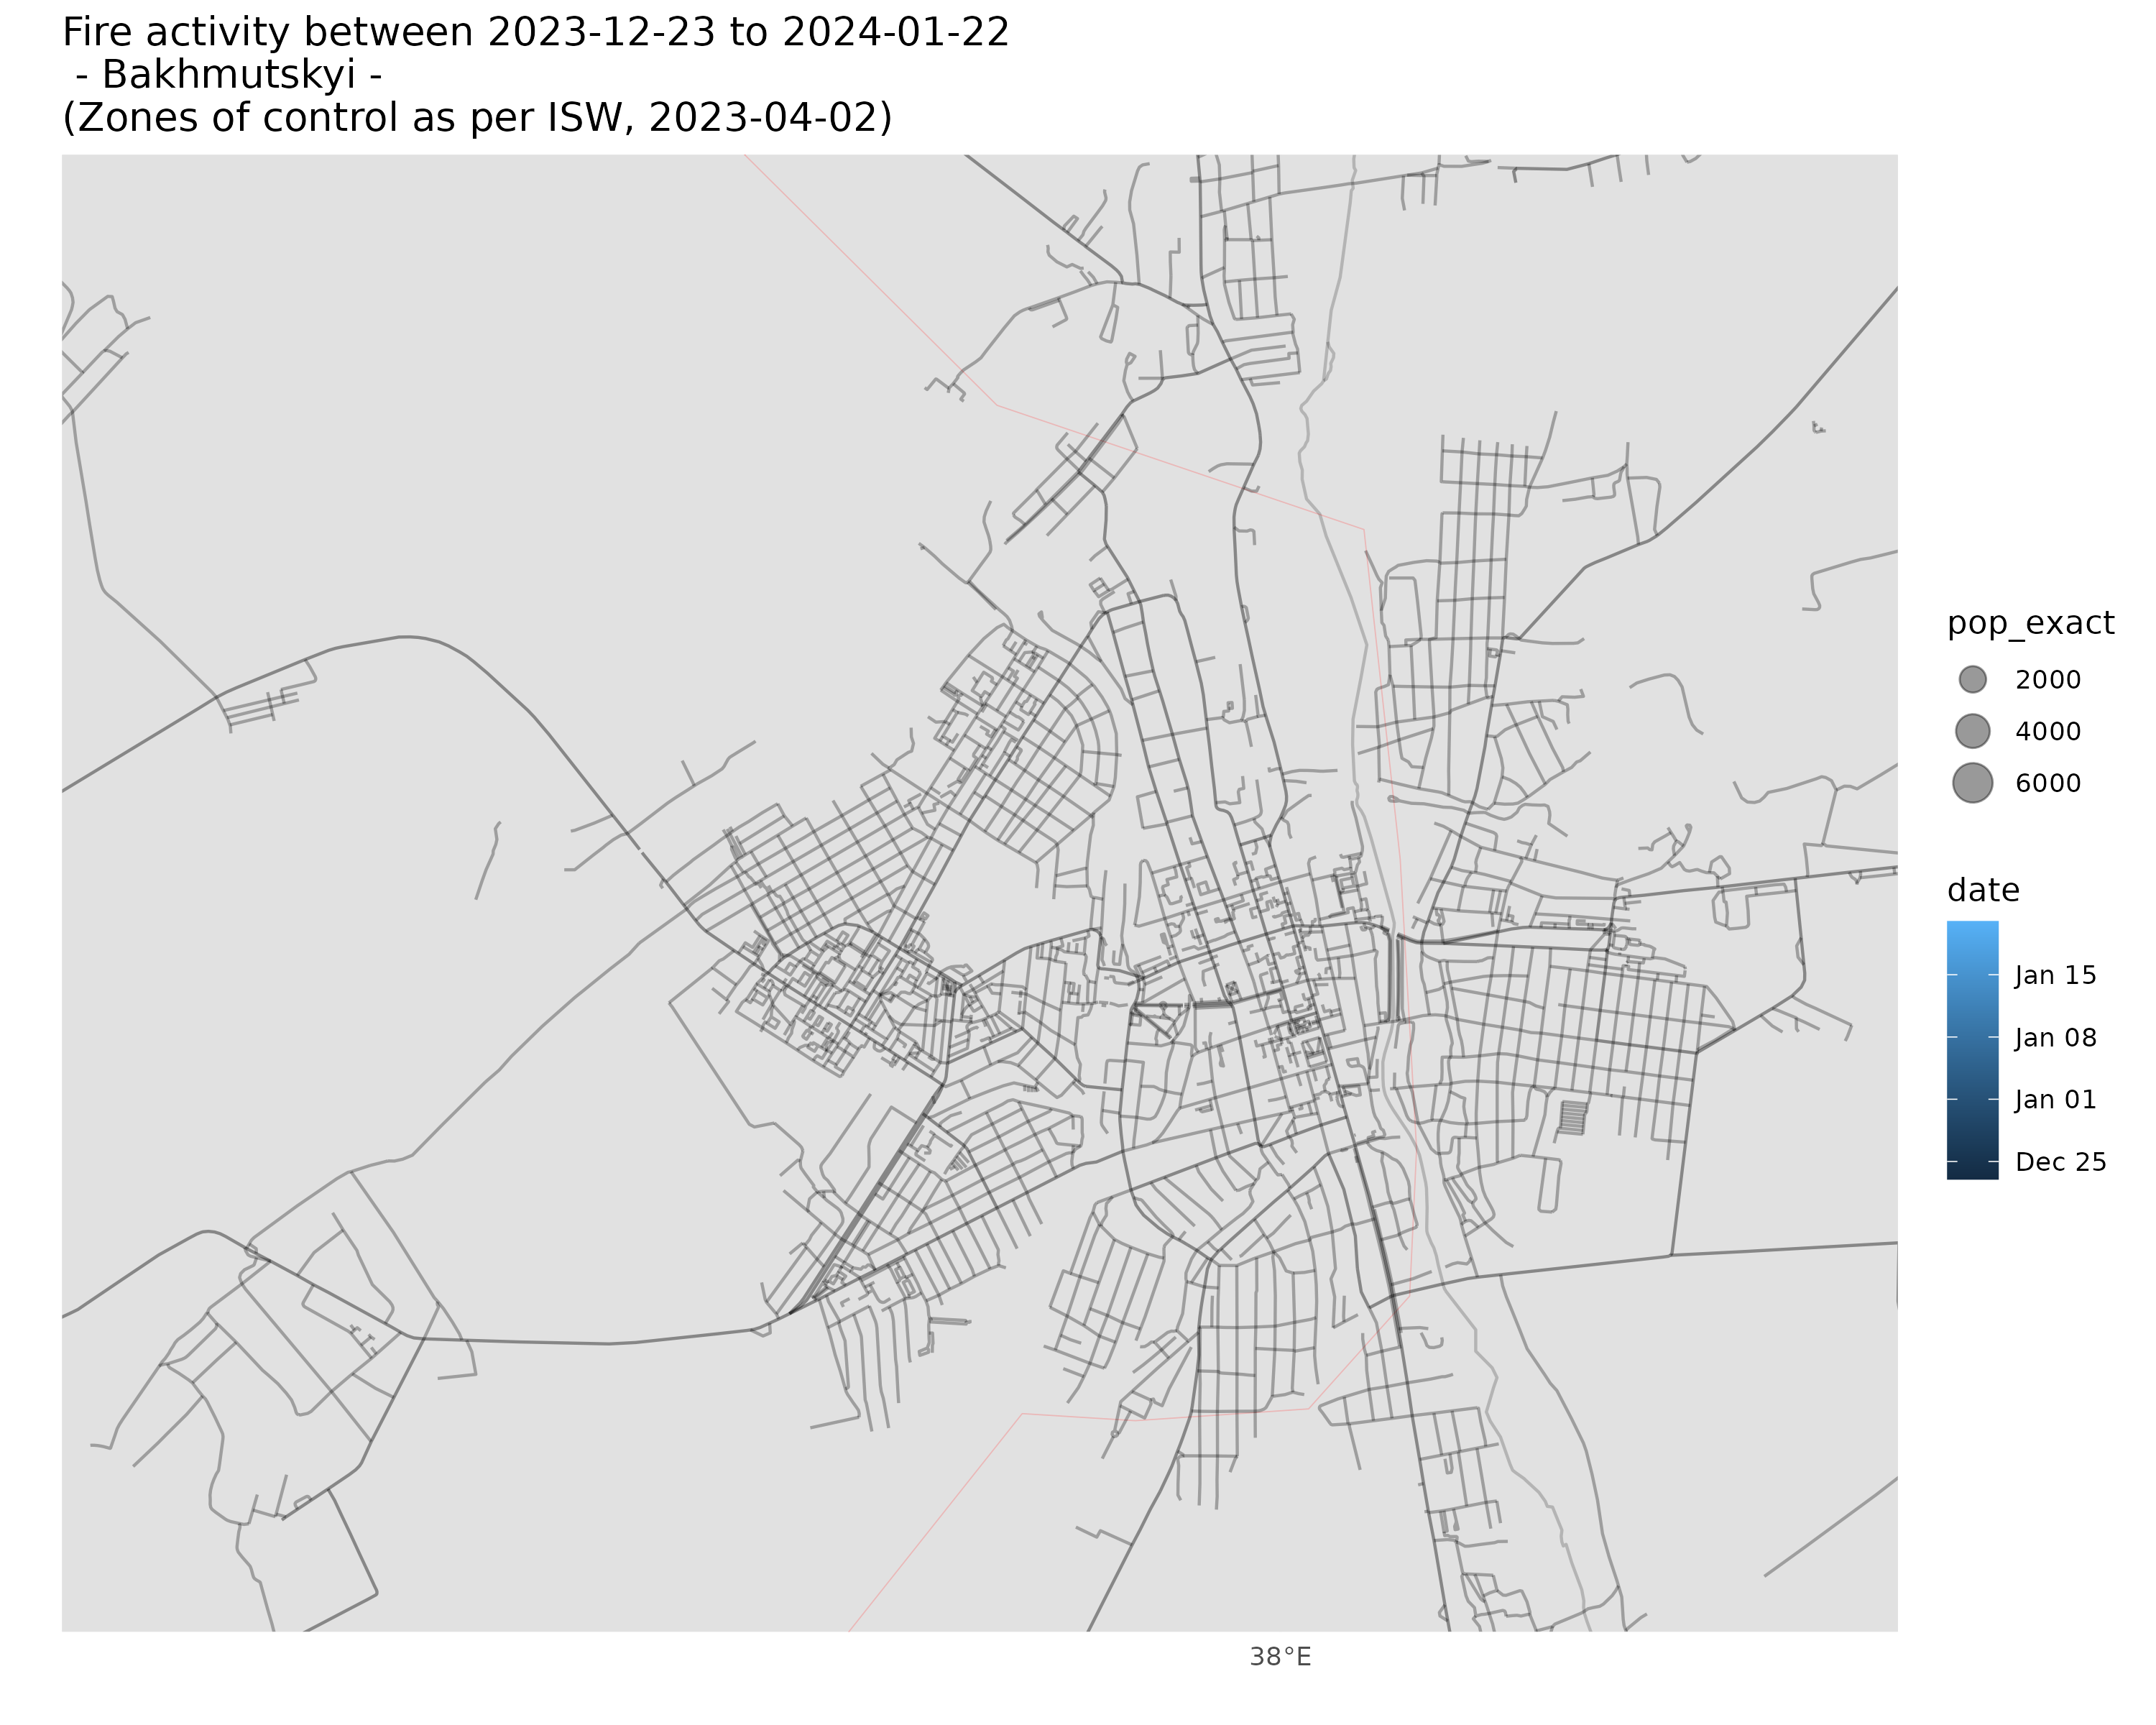 Fire activity between 2023-12-23 to 2024-01-22
- Bakhmutskyi -
(Zones of control as per ISW, 2023-04-02)
pop_exact
2000
4000
6000
date
Jan 15
Jan 08
Jan 01
Dec 25
38°E